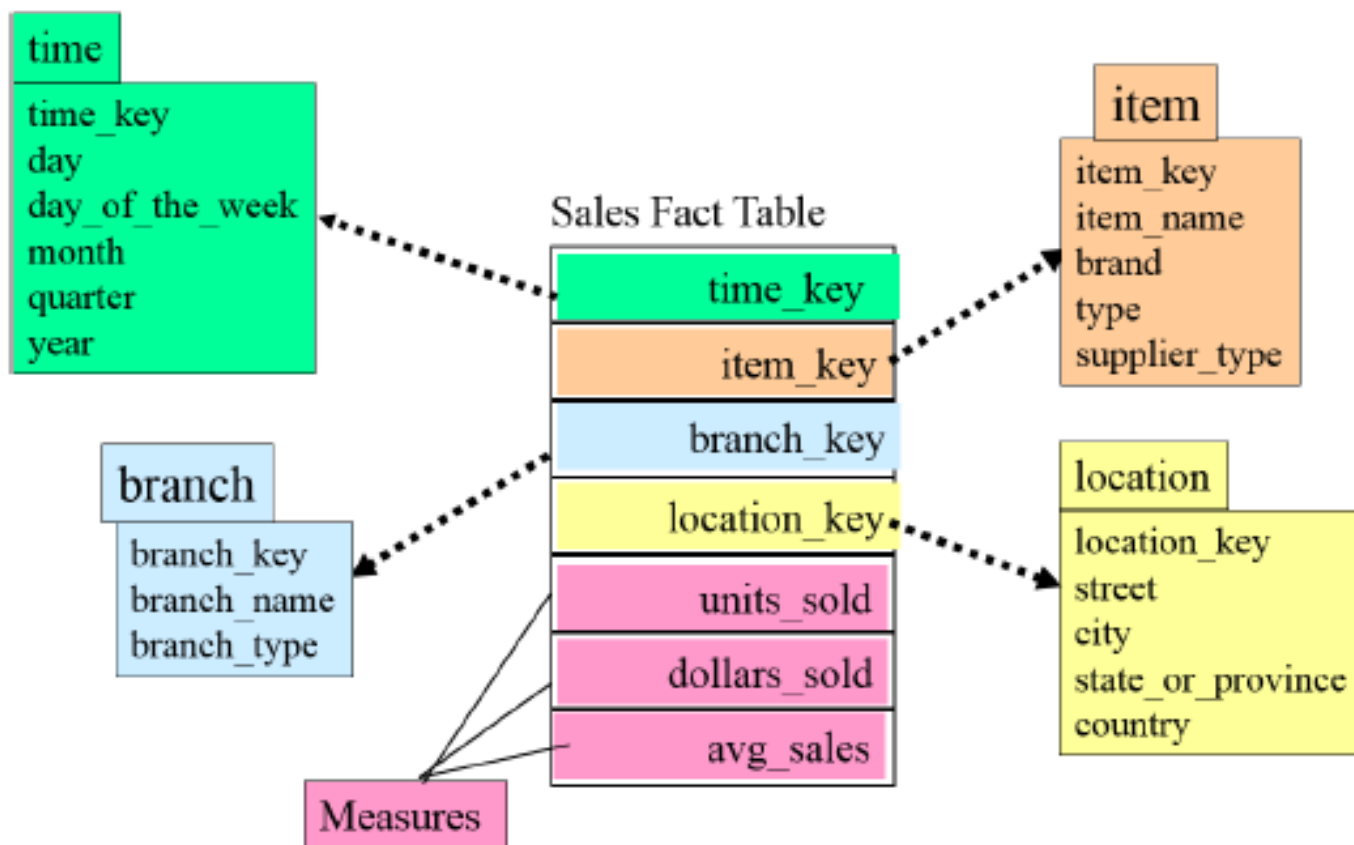 time
time_key
day
day_of_the_week
month
quarter
year
item
item_key
item_name
brand
type
supplier_type
Sales Fact Table
time_key
item_key
branch_key
location_key
units_sold
dollars_sold
avg_sales
branch
branch_key
branch_name
branch_type
location
location_key
street
city
state_or_province
country
Measures